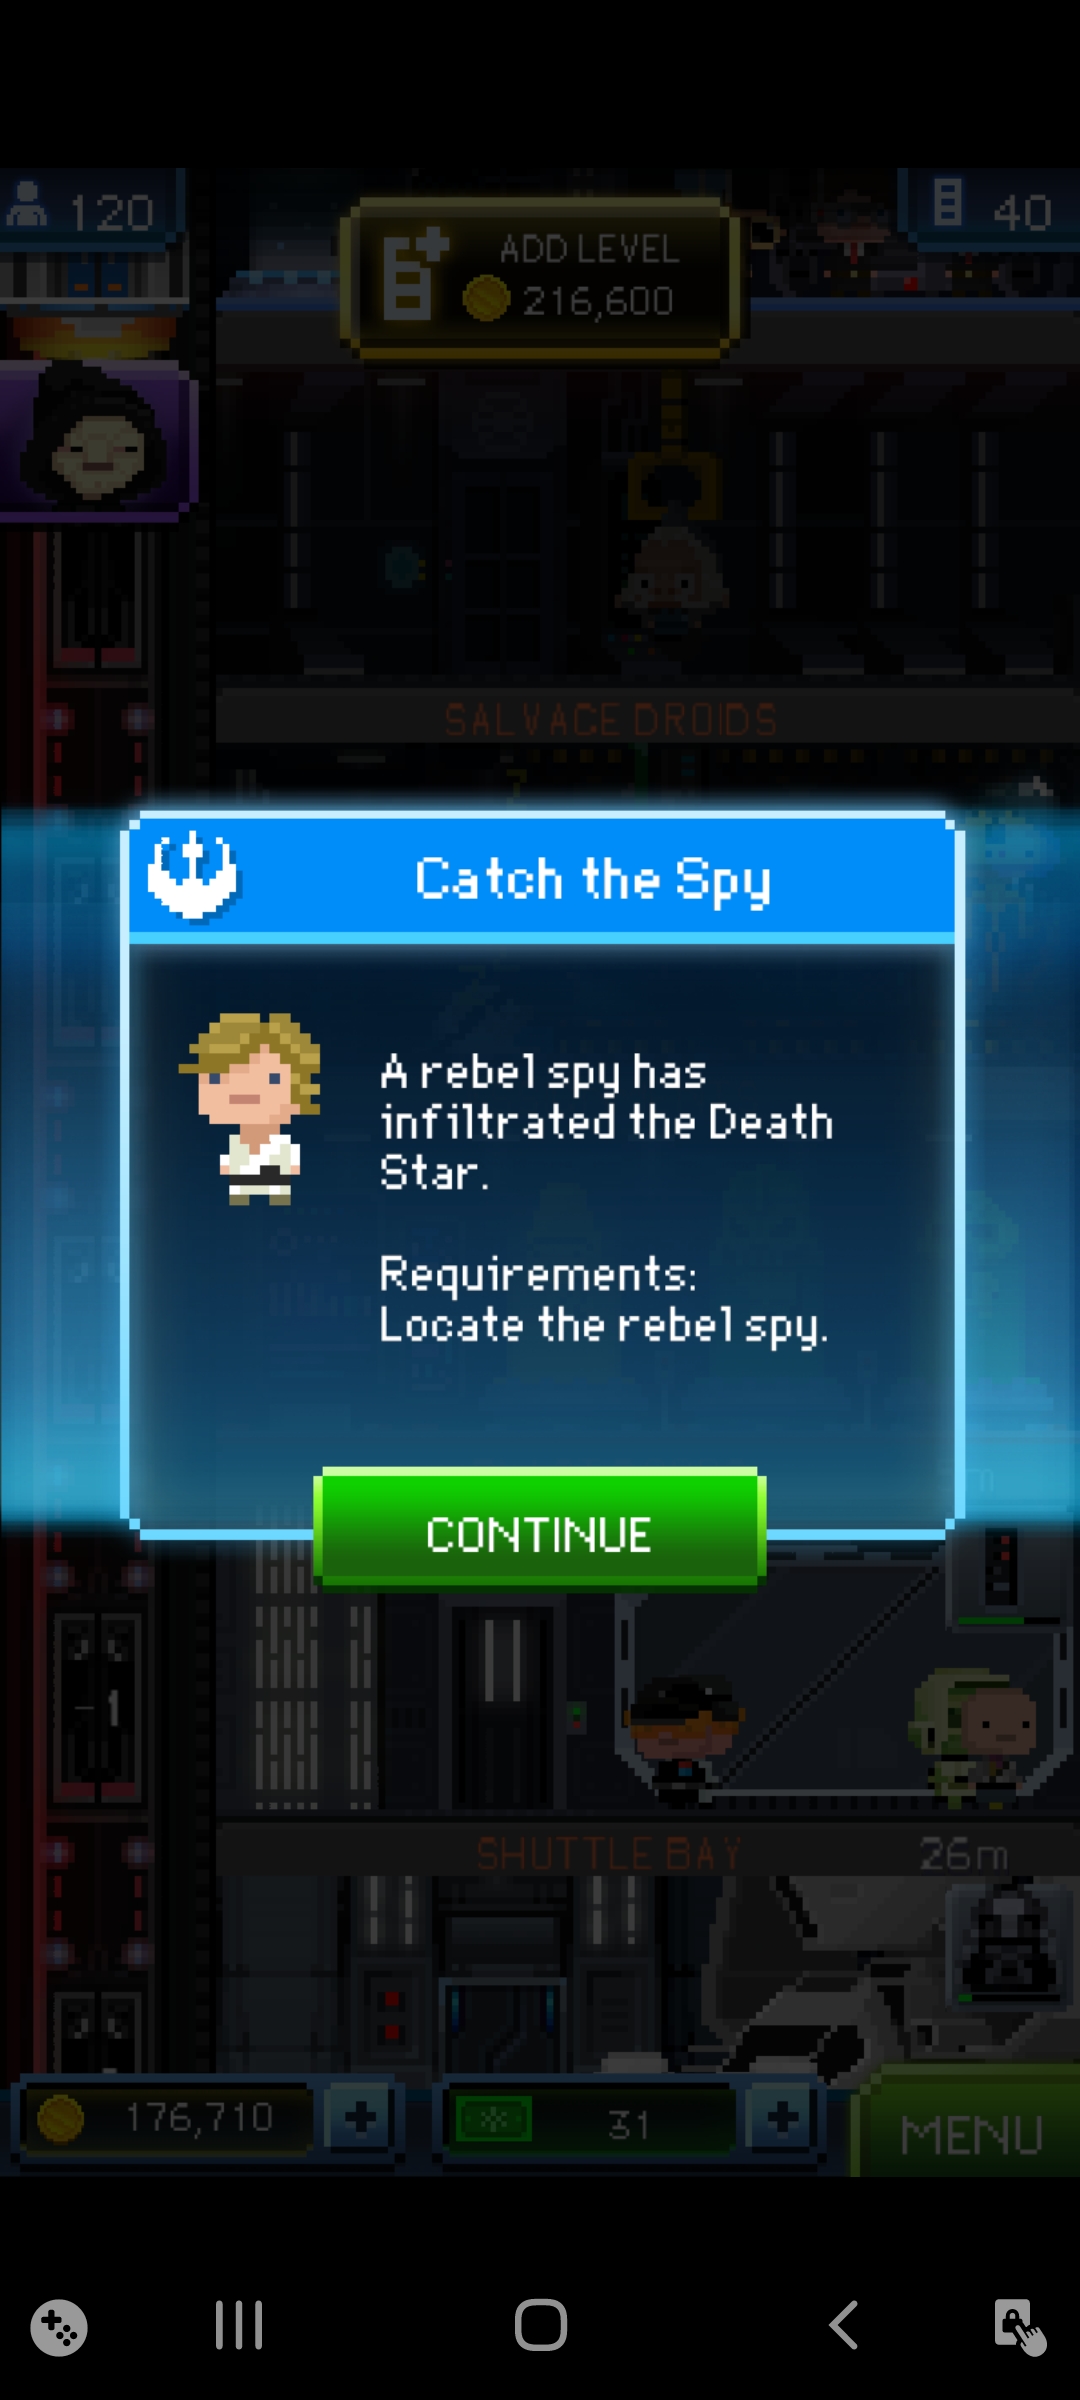 120
ADD LEVEL
216,600
40
SALVAGE DROIDS
Catch the Spy
A rebel spy has
infiltrated the Death
Star.
Requirements:
Locate the rebel spy.
CONTINUE
-1
SHUTTLE BAY
26m
176,710
31
MENU